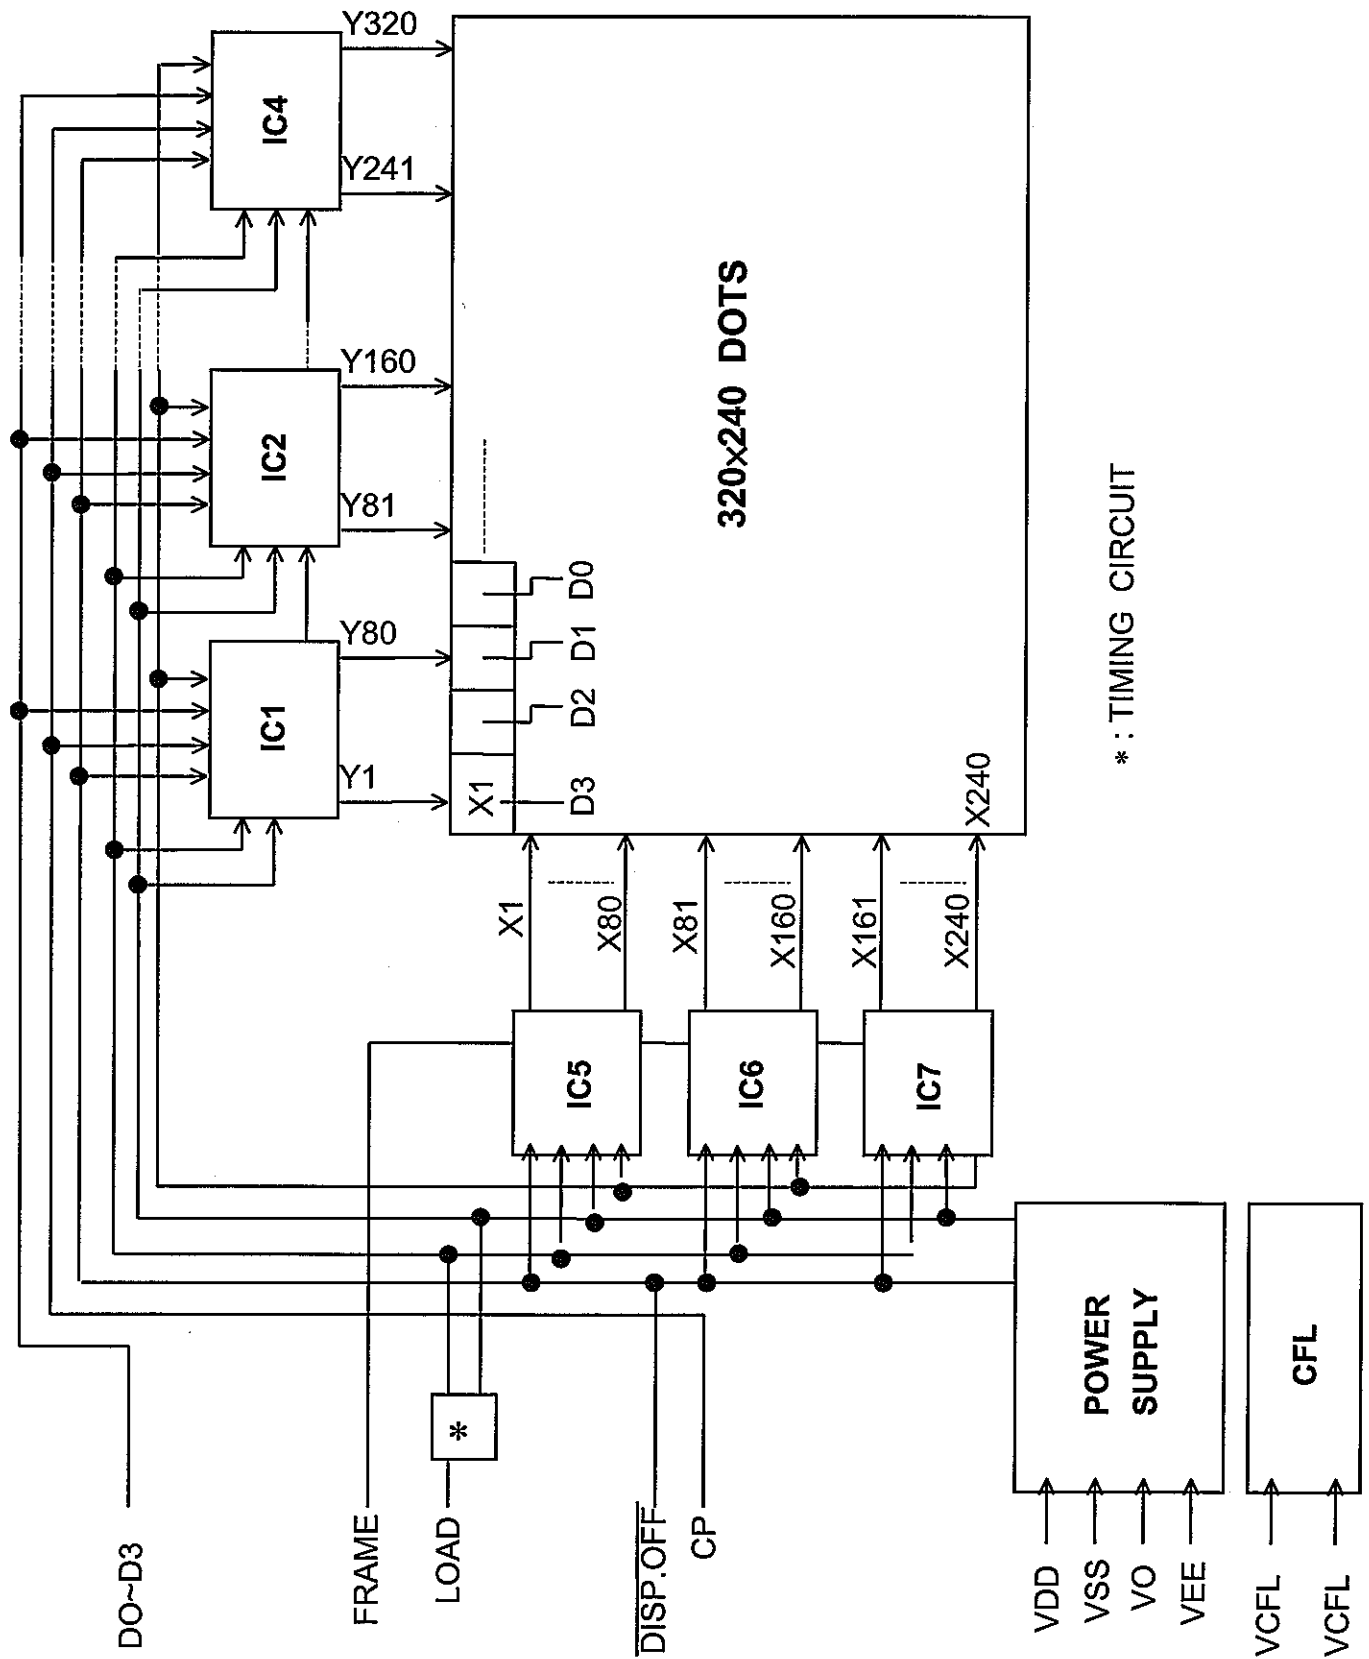 DO~D3
FRAME
LOAD
DISP.OFF
CP
VDD
VSS
VO
VEE
VCFL
VCFL
*
POWER
SUPPLY
CFL
IC5
IC6
IC7
X1
X80
X81
X160
X161
X240
IC1
IC2
IC4
Y1
Y80
Y81
Y160
Y241
Y320
X1
D3
D2
D1
D0
X240
320x240 DOTS
* : TIMING CIRCUIT